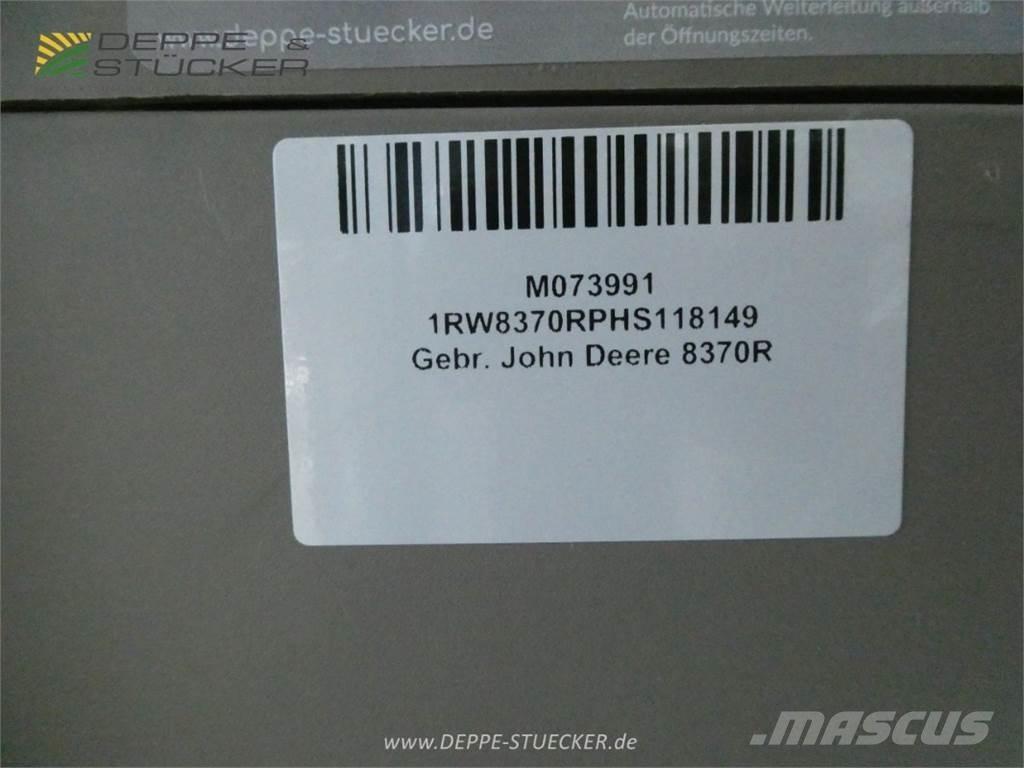 DEPPE &
STÜCKER
www.deppe-stuecker.de
Automatische Weiterleitung außerhalb
der Öffnungszeiten.
M073991
1RW8370RPHS118149
Gebr. John Deere 8370R
www.DEPPE-STUECKER.de
MASCUS